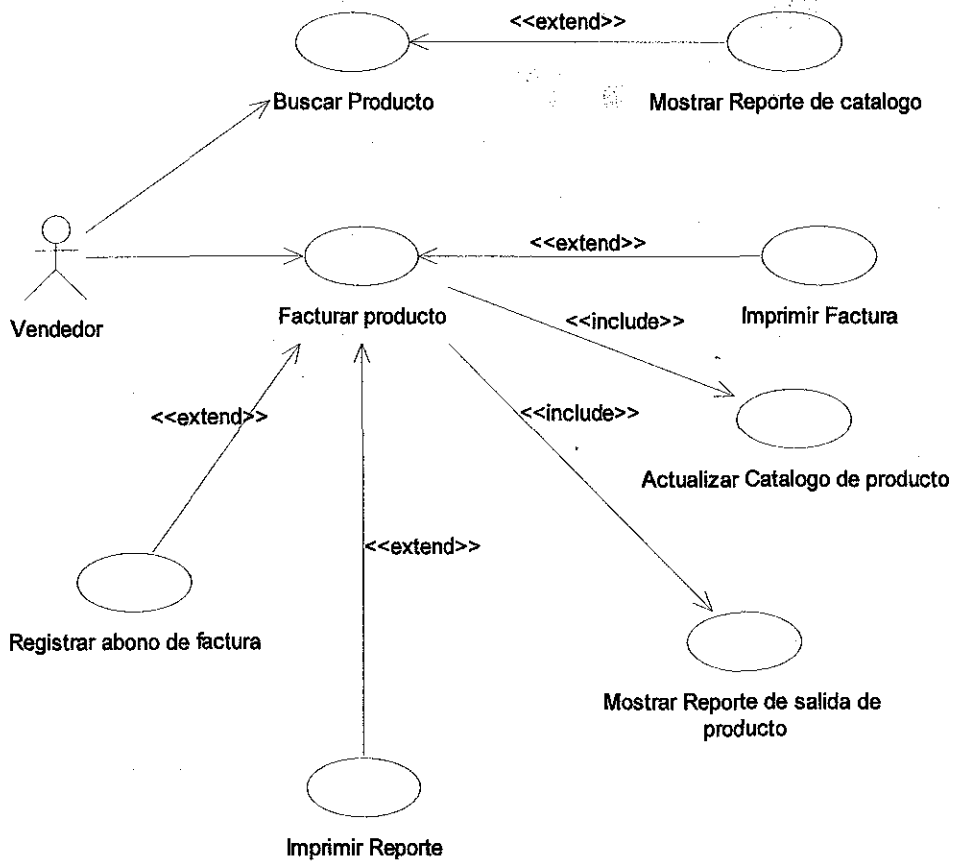 <<extend>>
Buscar Producto
Mostrar Reporte de catalogo
<<extend>>
Vendedor
Facturar producto
<<include>>
Imprimir Factura
<<extend>>
<<include>>
Actualizar Catalogo de producto
<<extend>>
Registrar abono de factura
Mostrar Reporte de salida de
producto
Imprimir Reporte